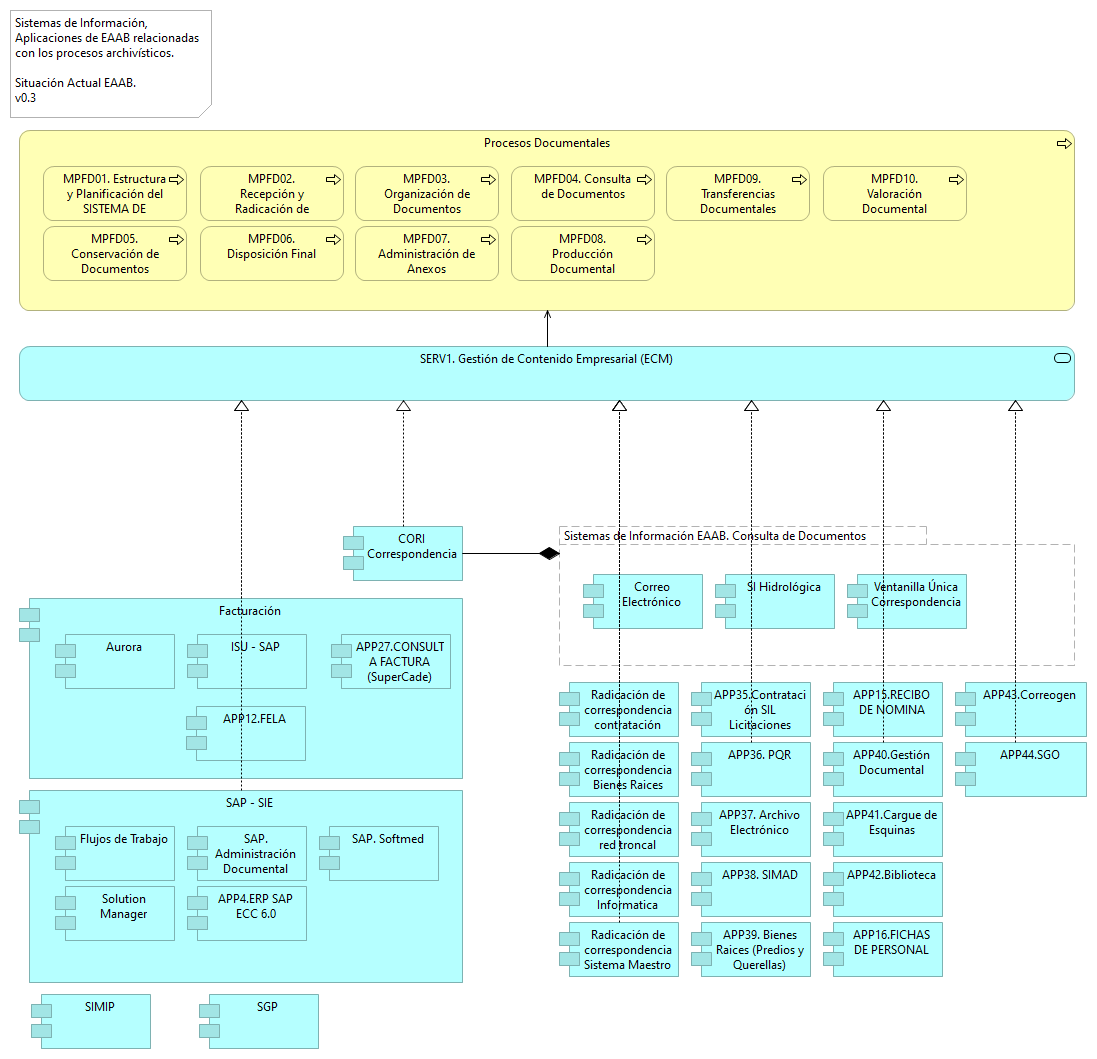 Sistemas de Información,
Aplicaciones de EAAB relacionadas
con los procesos archivísticos.
Situación Actual EAAB.
v0.3
Procesos Documentales
MPFD01. Estructura
y Planificación del
SISTEMA DE
MPFD02.
Recepción y
Radicación de
MPFD03.
Organización de
Documentos
MPFD04. Consulta
de Documentos
MPFD09.
Transferencias
Documentales
MPFD10.
Valoración
Documental
MPFD05.
Conservación de
Documentos
MPFD06.
Disposición Final
MPFD07.
Administración de
Anexos
MPFD08.
Producción
Documental
SERV1. Gestión de Contenido Empresarial (ECM)
CORI
Correspondencia
Sistemas de Información EAAB. Consulta de Documentos
Correo
Electrónico
SI Hidrológica
Ventanilla Única
Correspondencia
Facturación
Aurora
ISU - SAP
APP27.CONSULT
A FACTURA
(SuperCade)
APP12.FELA
SAP - SIE
Flujos de Trabajo
SAP.
Administración
Documental
SAP. Softmed
Solution
Manager
APP4.ERP SAP
ECC 6.0
SIMIP
SGP
Radicación de
correspondencia
contratación
APP35.Contrataci
ón SIL
Licitaciones
APP15.RECIBO
DE NOMINA
APP43.Correogen
Radicación de
correspondencia
Bienes Raices
APP36. PQR
APP40.Gestión
Documental
APP44.SGO
Radicación de
correspondencia
red troncal
APP37. Archivo
Electrónico
APP41.Cargue de
Esquinas
Radicación de
correspondencia
Informatica
APP38. SIMAD
APP42.Biblioteca
Radicación de
correspondencia
Sistema Maestro
APP39. Bienes
Raices (Predios y
Querellas)
APP16.FICHAS
DE PERSONAL